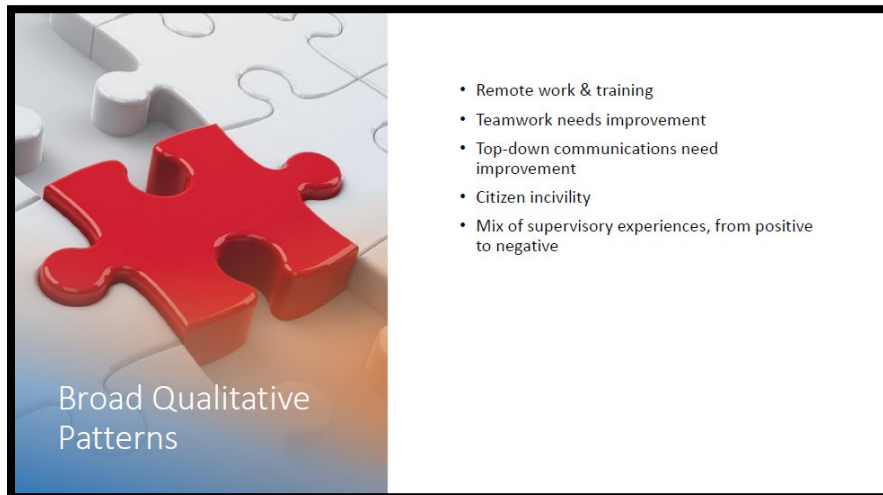 • Remote work & training
• Teamwork needs improvement
• Top-down communications need
improvement
• Citizen incivility
• Mix of supervisory experiences, from positive
to negative
Broad Qualitative
Patterns